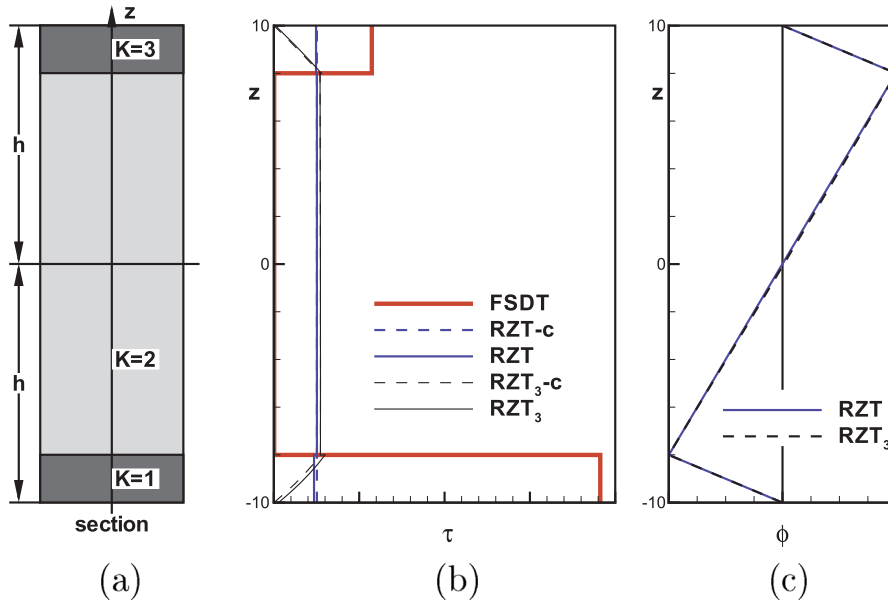 z
K=3
h
K=2
h
K=1
section
(a)
10
z
0
-10
FSDT
RZT-c
RZT
RZT₃-c
RZT₃
τ
(b)
10
z
0
-10
RZT
RZT₃
ϕ
(c)